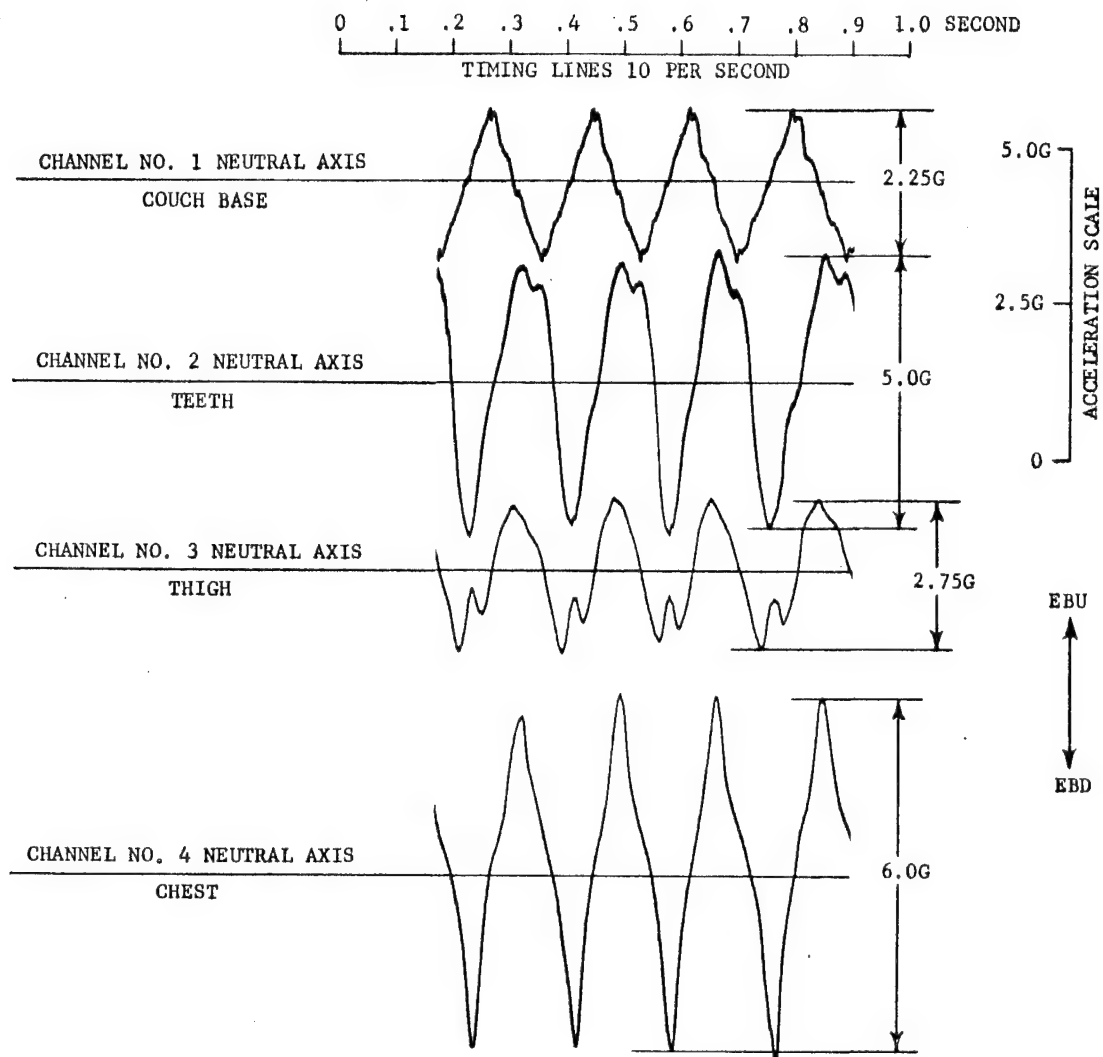 0 .1 .2 .3 .4 .5 .6 .7 .8 .9 1.0 SECOND
TIMING LINES 10 PER SECOND
CHANNEL NO. 1 NEUTRAL AXIS
COUCH BASE
2.25G
5.0G
ACCELERATION SCALE
2.5G
0
CHANNEL NO. 2 NEUTRAL AXIS
TEETH
5.0G
CHANNEL NO. 3 NEUTRAL AXIS
THIGH
2.75G
EBU
EBD
CHANNEL NO. 4 NEUTRAL AXIS
CHEST
6.0G